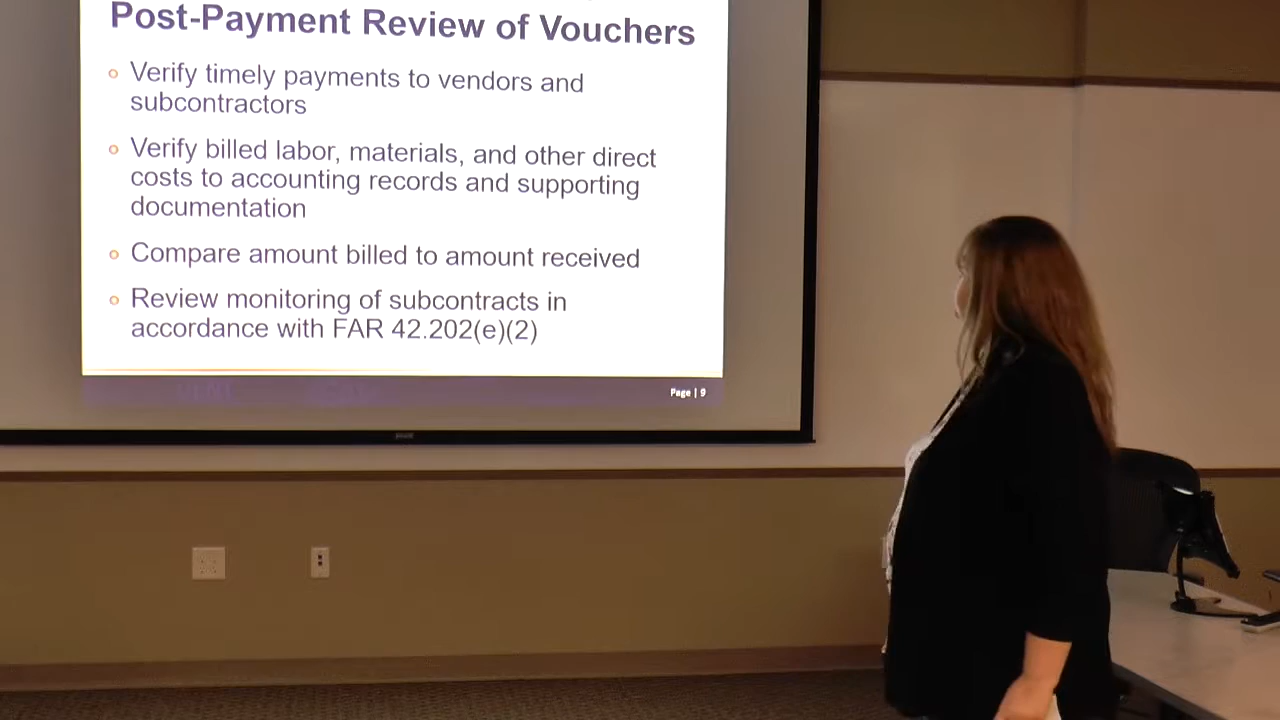 Post-Payment Review of Vouchers
Verify timely payments to vendors and
subcontractors
Verify billed labor, materials, and other direct
costs to accounting records and supporting
documentation
Compare amount billed to amount received
Review monitoring of subcontracts in
accordance with FAR 42.202(e)(2)
Page | 9